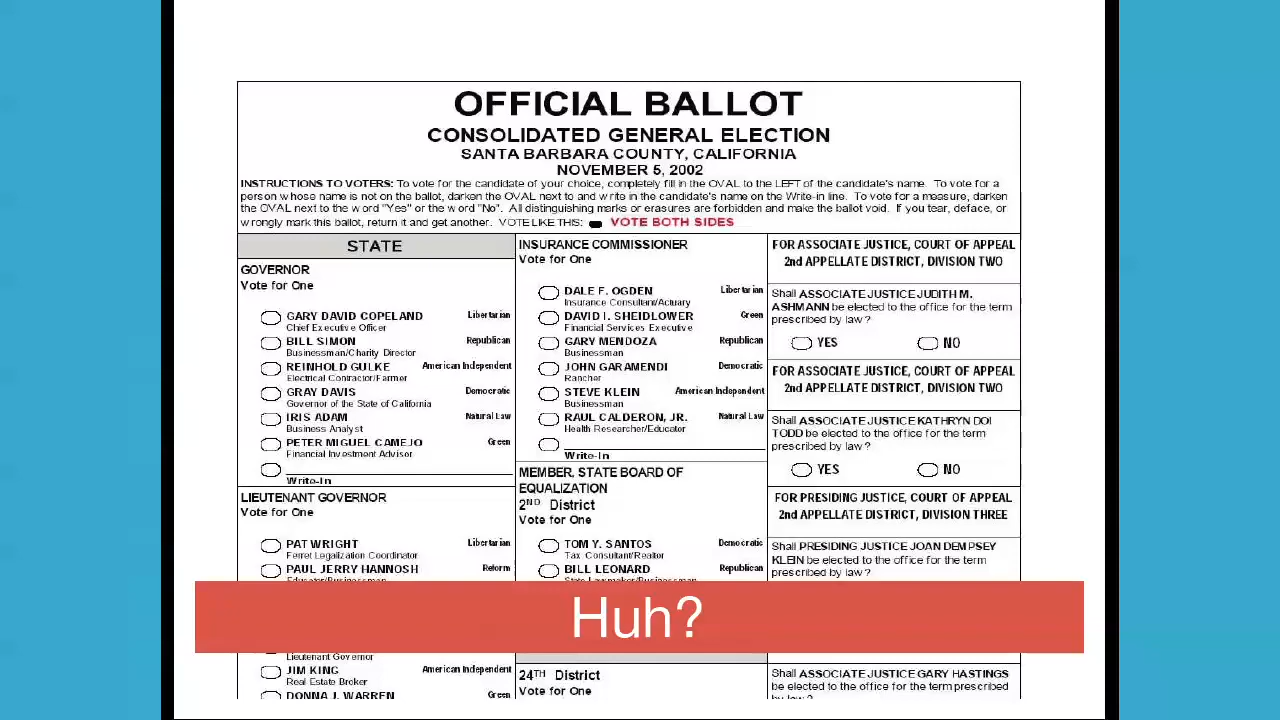 OFFICIAL BALLOT
CONSOLIDATED GENERAL ELECTION
SANTA BARBARA COUNTY, CALIFORNIA
NOVEMBER 5, 2002
INSTRUCTIONS TO VOTERS: To vote for the candidate of your choice, completely fill in the OVAL to the LEFT of the candidate's name. To vote for a
person whose name is not on the ballot, darken the OVAL next to and write in the candidate's name on the Write-in line. To vote for a measure, darken
the OVAL next to the word "Yes" or the word "No". All distinguishing marks or erasures are forbidden and make the ballot void. If you tear, deface, or
wrongly mark this ballot, return it and get another. VOTE LIKE THIS: VOTE BOTH SIDES
STATE
GOVERNOR
Vote for One
GARY DAVID COPELAND Libertarian
Chief Executive Officer
BILL SIMON Republican
Businessman/Charity Director
REINHOLD GULKE American Independent
Electrical Contractor/Farmer
GRAY DAVIS Democratic
Governor of the State of California
IRIS ADAM Natural Law
Business Analyst
PETER MIGUEL CAMEJO Green
Financial Investment Advisor
Write-In
LIEUTENANT GOVERNOR
Vote for One
PAT WRIGHT Libertarian
Ferret Legalization Coordinator
PAUL JERRY HANNOSH Reform
Educator/Businessman
Lieutenant Governor
JIM KING American Independent
Real Estate Broker
DONNA J. WARREN Green
INSURANCE COMMISSIONER
Vote for One
DALE F. OGDEN Libertarian
Insurance Consultant/Actuary
DAVID I. SHEIDLOWER Green
Financial Services Executive
GARY MENDOZA Republican
Businessman
JOHN GARAMENDI Democratic
Rancher
STEVE KLEIN American Independent
Businessman
RAUL CALDERON, JR. Natural Law
Health Researcher/Educator
Write-In
MEMBER, STATE BOARD OF
EQUALIZATION
2ND District
Vote for One
TOM Y. SANTOS Democratic
Tax Consultant/Realtor
BILL LEONARD Republican
State Lawmaker/Businessman
24TH District
Vote for One
FOR ASSOCIATE JUSTICE, COURT OF APPEAL
2nd APPELLATE DISTRICT, DIVISION TWO
Shall ASSOCIATE JUSTICE JUDITH M.
ASHMANN be elected to the office for the term
prescribed by law?
YES NO
FOR ASSOCIATE JUSTICE, COURT OF APPEAL
2nd APPELLATE DISTRICT, DIVISION TWO
Shall ASSOCIATE JUSTICE KATHRYN DOI
TODD be elected to the office for the term
prescribed by law?
YES NO
FOR PRESIDING JUSTICE, COURT OF APPEAL
2nd APPELLATE DISTRICT, DIVISION THREE
Shall PRESIDING JUSTICE JOAN DEMPSEY
KLEIN be elected to the office for the term
prescribed by law?
Shall ASSOCIATE JUSTICE GARY HASTINGS
be elected to the office for the term prescribed
by law?
Huh?